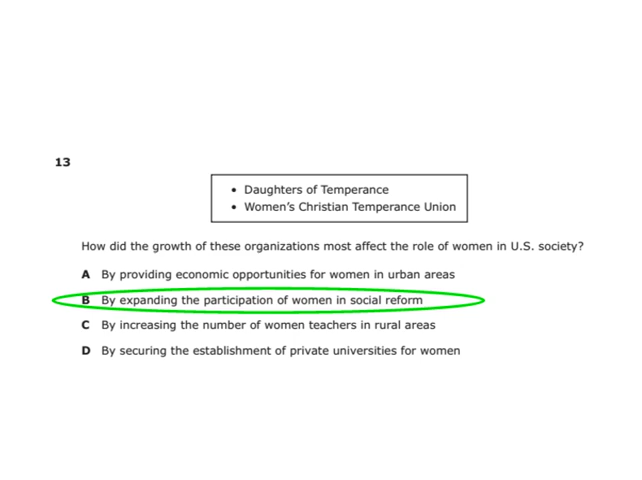 13
• Daughters of Temperance
• Women's Christian Temperance Union
How did the growth of these organizations most affect the role of women in U.S. society?
A By providing economic opportunities for women in urban areas
B By expanding the participation of women in social reform
C By increasing the number of women teachers in rural areas
D By securing the establishment of private universities for women